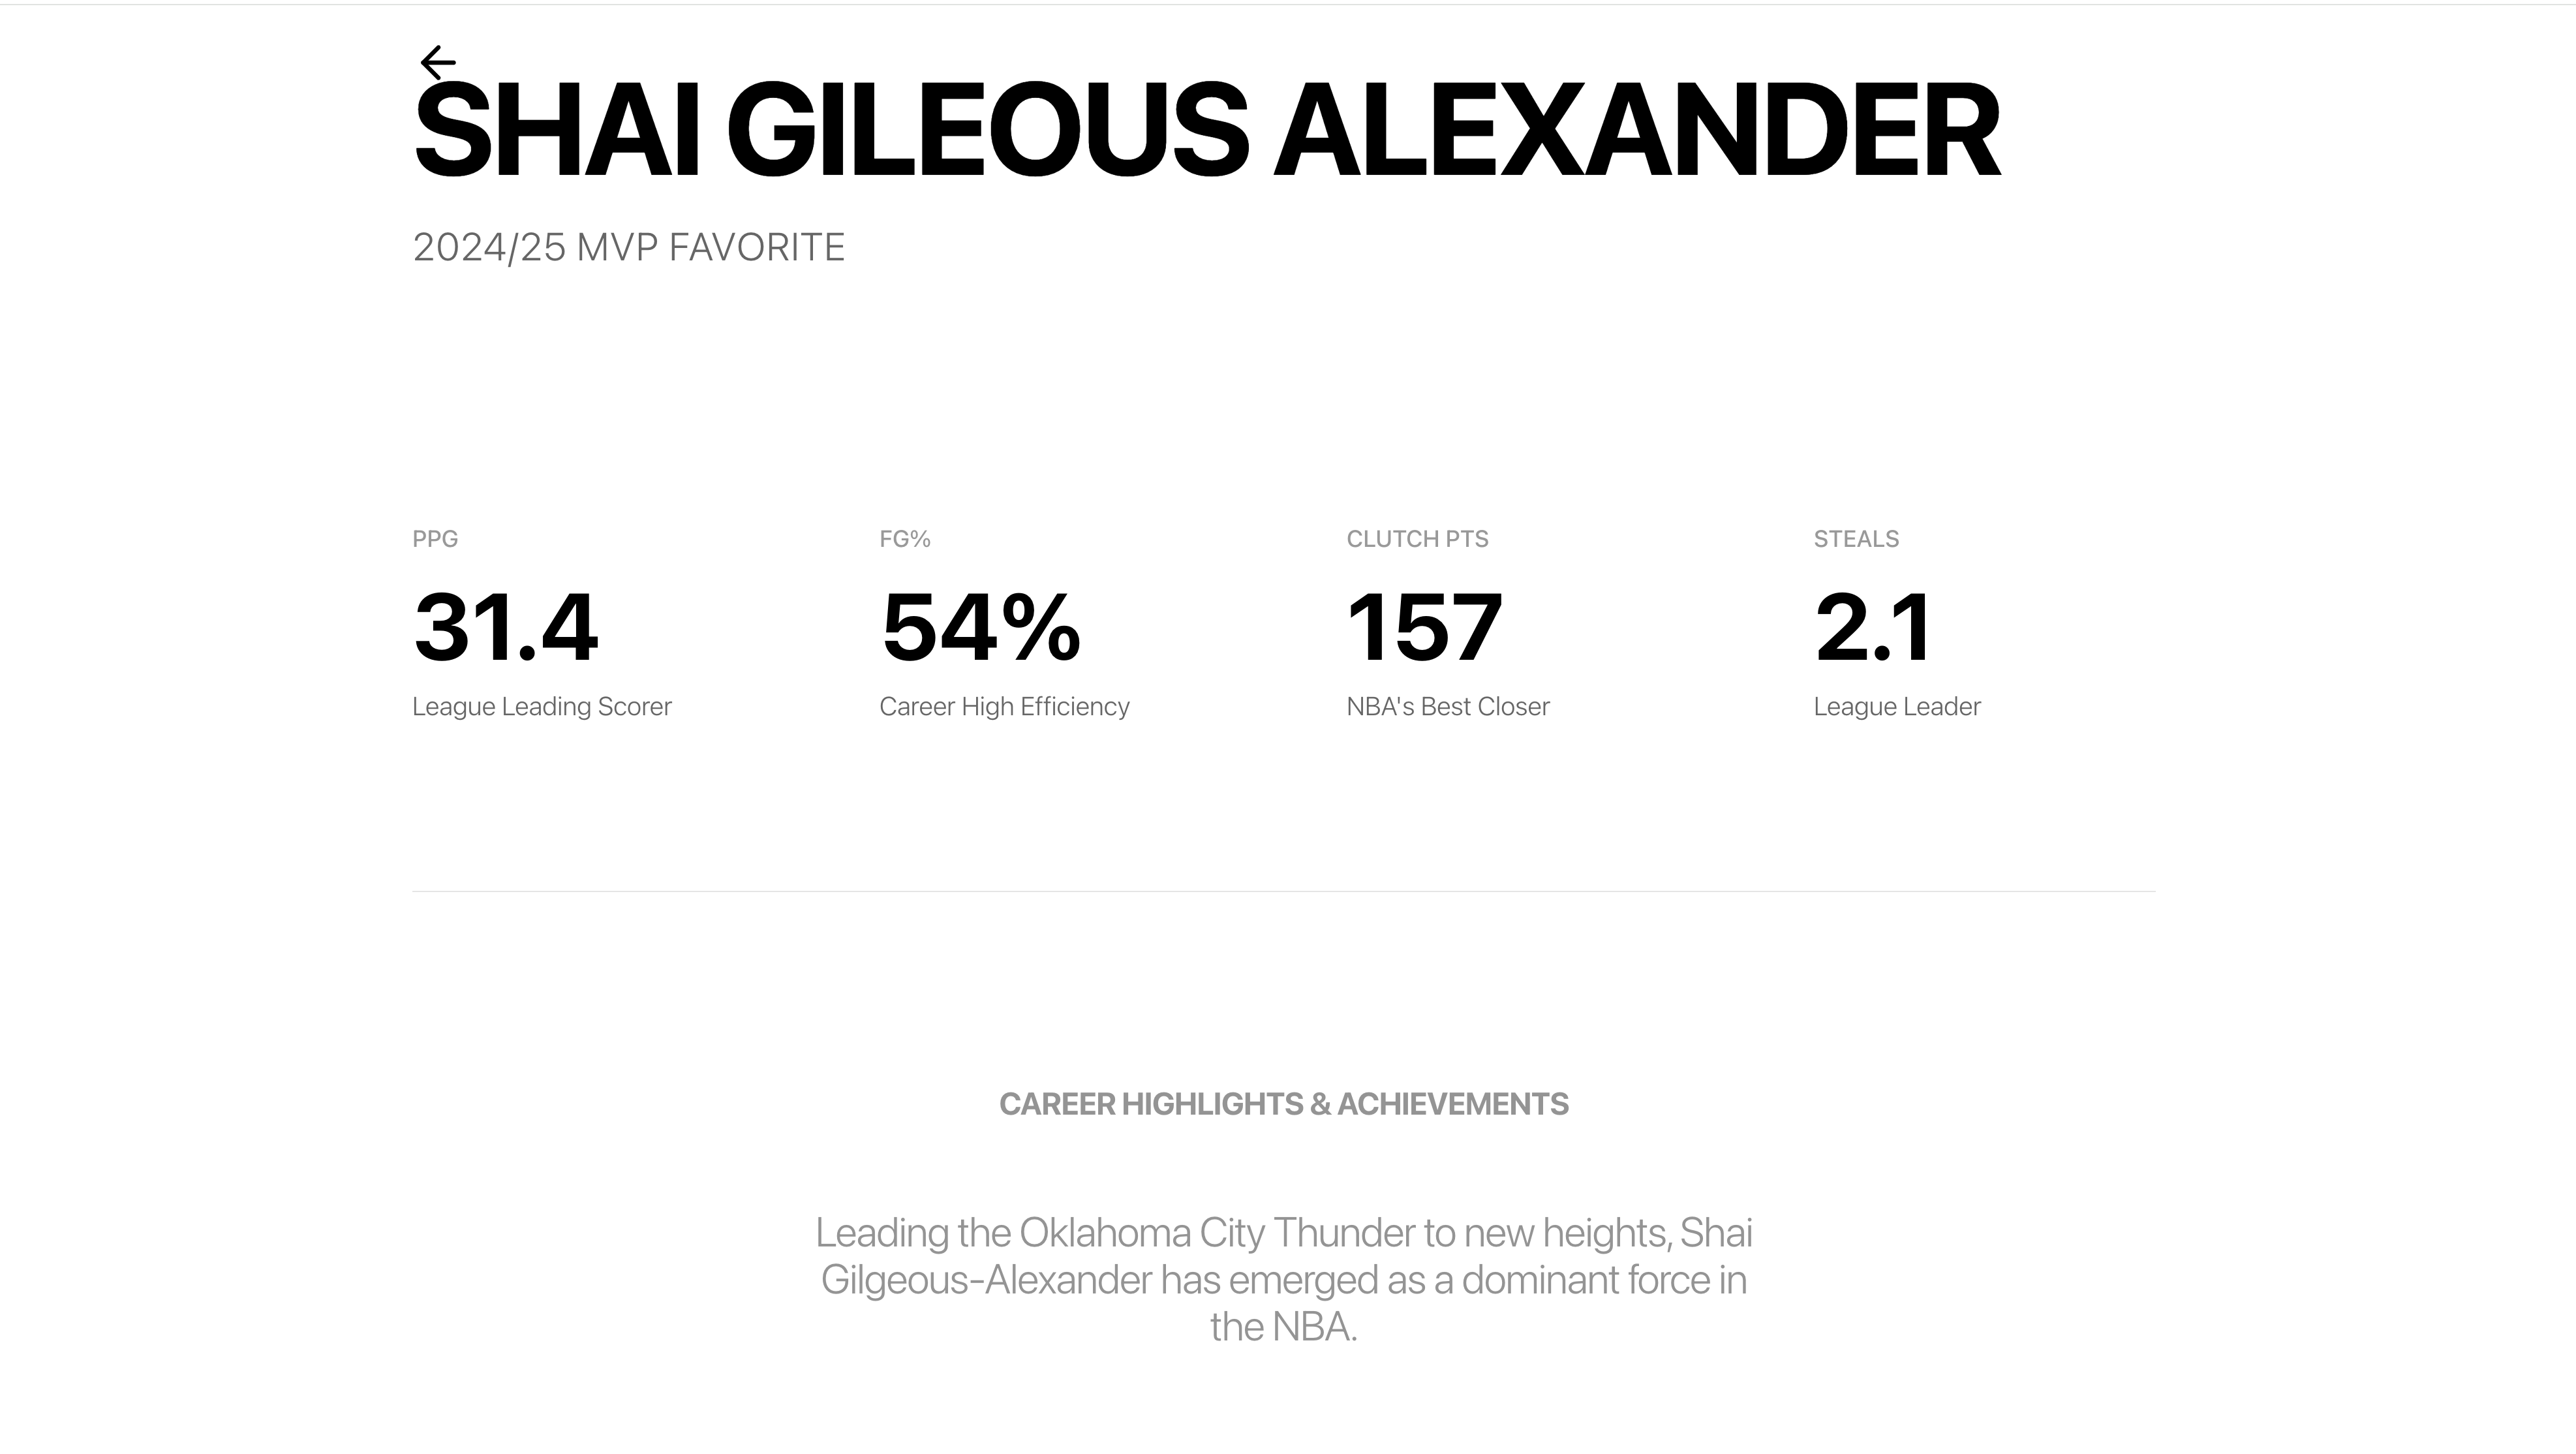 SHAI GILEOUS ALEXANDER
2024/25 MVP FAVORITE
PPG
31.4
League Leading Scorer
FG%
54%
Career High Efficiency
CLUTCH PTS
157
NBA's Best Closer
STEALS
2.1
League Leader
CAREER HIGHLIGHTS & ACHIEVEMENTS
Leading the Oklahoma City Thunder to new heights, Shai
Gilgeous-Alexander has emerged as a dominant force in
the NBA.